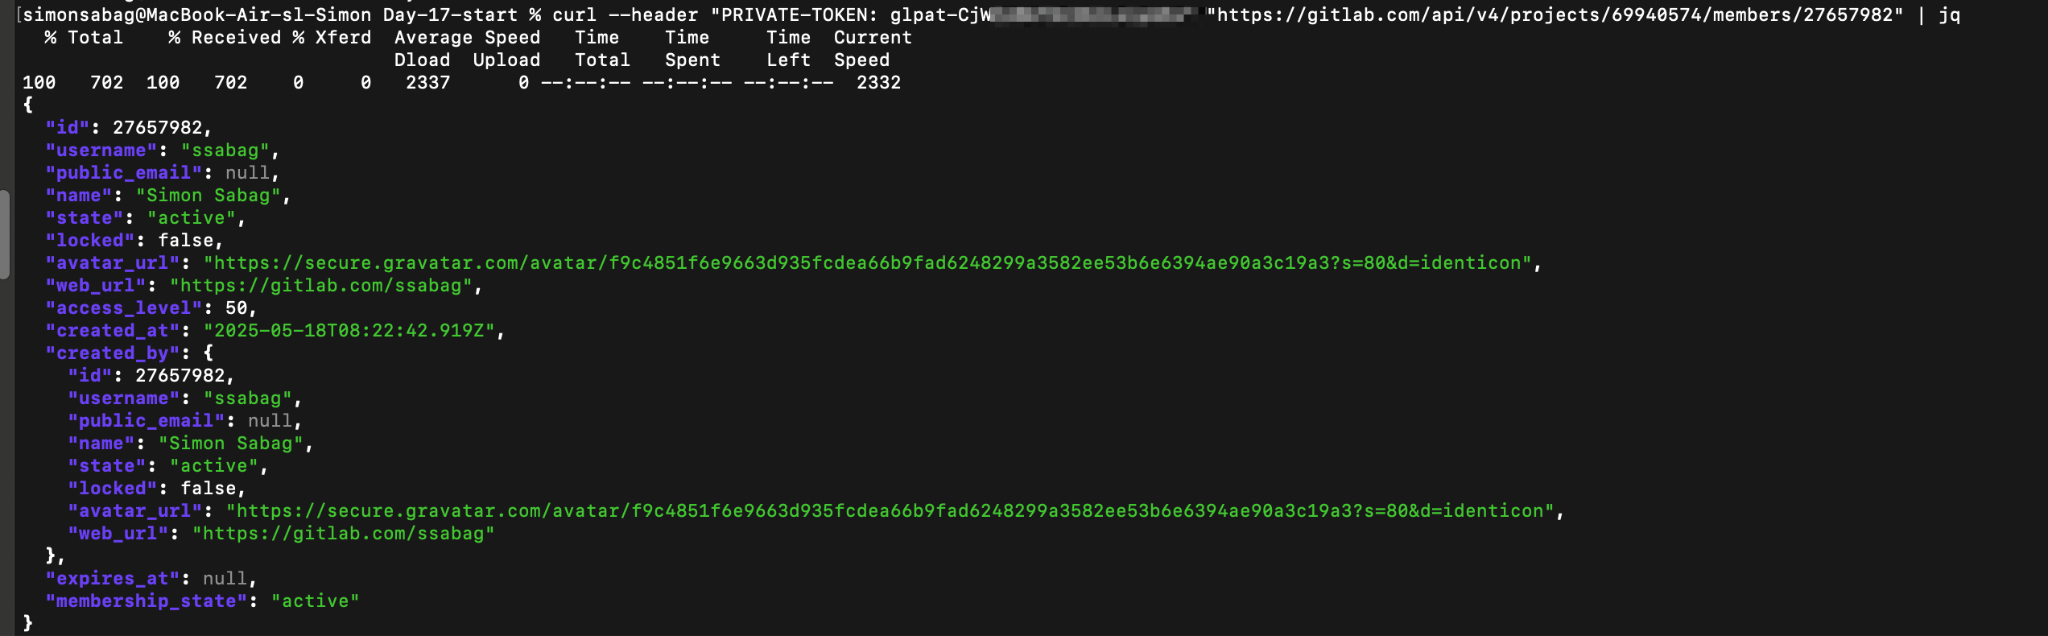 [simonsabag@MacBook-Air-sl-Simon Day-17-start % curl --header "PRIVATE-TOKEN: glpat-CjW "https://gitlab.com/api/v4/projects/69940574/members/27657982" | jq
% Total % Received % Xferd Average Speed Time Time Time Current
Dload Upload Total Spent Left Speed
100 702 100 702 0 0 2337 0 --:--:-- --:--:-- --:--:-- 2332
{
"id": 27657982,
"username": "ssabag",
"public_email": null,
"name": "Simon Sabag",
"state": "active",
"locked": false,
"avatar_url": "https://secure.gravatar.com/avatar/f9c4851f6e9663d935fcdea66b9fad6248299a3582ee53b6e6394ae90a3c19a3?s=80&d=identicon",
"web_url": "https://gitlab.com/ssabag",
"access_level": 50,
"created_at": "2025-05-18T08:22:42.919Z",
"created_by": {
"id": 27657982,
"username": "ssabag",
"public_email": null,
"name": "Simon Sabag",
"state": "active",
"locked": false,
"avatar_url": "https://secure.gravatar.com/avatar/f9c4851f6e9663d935fcdea66b9fad6248299a3582ee53b6e6394ae90a3c19a3?s=80&d=identicon",
"web_url": "https://gitlab.com/ssabag"
},
"expires_at": null,
"membership_state": "active"
}